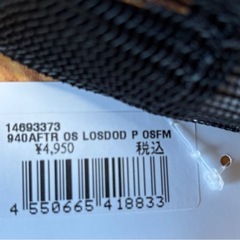 14693373
940AFTR OS LOSDOD P OSFM
¥4,950 税込
4 550665 418833